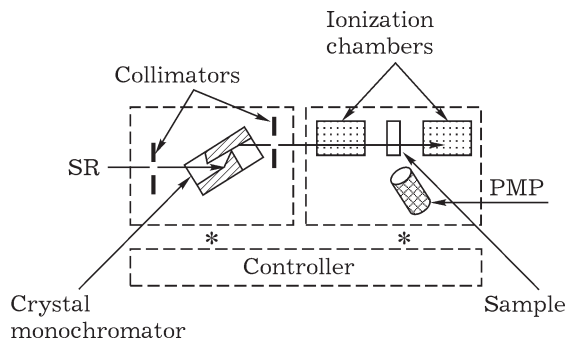 Ionization
chambers
Collimators
SR
PMP
*
*
Controller
Crystal
monochromator
Sample